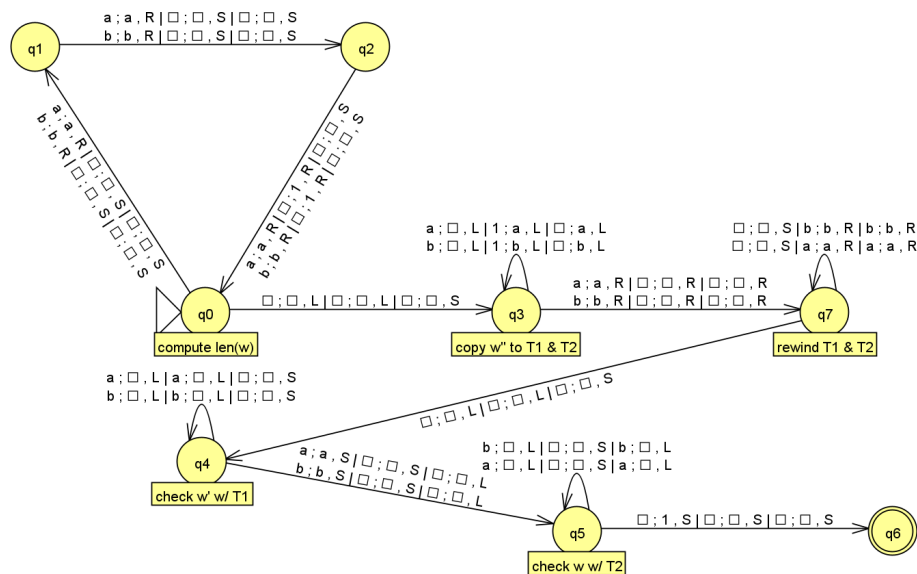 a ; a , R | □ ; □ , S | □ ; □ , S
b ; b , R | □ ; □ , S | □ ; □ , S
q1
q2
a ; a , R | □ ; □ , S | □ ; □ , S
b ; b , R | □ ; □ , S | □ ; □ , S
a ; a , R | □ ; 1 , R | □ ; □ , S
b ; b , R | □ ; 1 , R | □ ; □ , S
a ; □ , L | 1 ; a , L | □ ; a , L
b ; □ , L | 1 ; b , L | □ ; b , L
□ ; □ , S | b ; b , R | b ; b , R
□ ; □ , S | a ; a , R | a ; a , R
q0
□ ; □ , L | □ ; □ , L | □ ; □ , S
q3
a ; a , R | □ ; □ , R | □ ; □ , R
b ; b , R | □ ; □ , R | □ ; □ , R
q7
compute len(w)
copy w'' to T1 & T2
rewind T1 & T2
a ; □ , L | a ; □ , L | □ ; □ , S
b ; □ , L | b ; □ , L | □ ; □ , S
□ ; □ , L | □ ; □ , L | □ ; □ , S
q4
check w' w/ T1
a ; a , S | □ ; □ , S | □ ; □ , L
b ; b , S | □ ; □ , S | □ ; □ , L
b ; □ , L | □ ; □ , S | b ; □ , L
a ; □ , L | □ ; □ , S | a ; □ , L
q5
□ ; 1 , S | □ ; □ , S | □ ; □ , S
q6
check w w/ T2